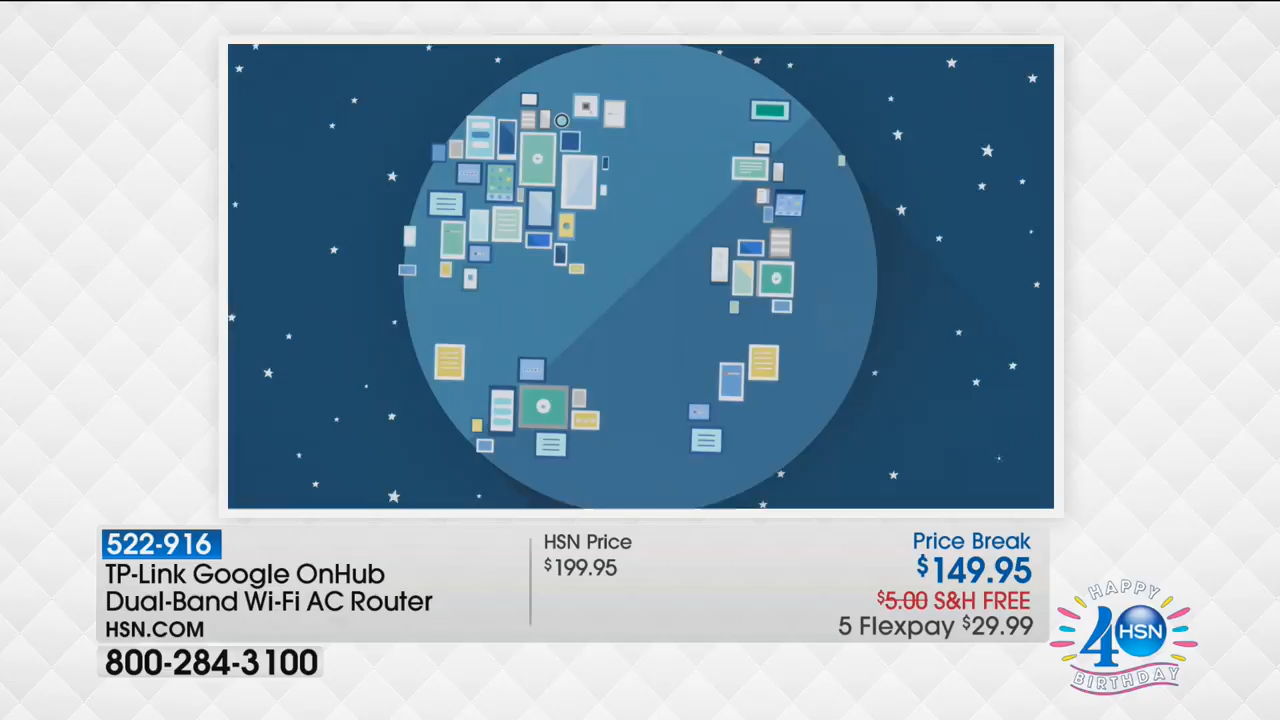 522-916
TP-Link Google OnHub
Dual-Band Wi-Fi AC Router
HSN.COM
800-284-3100
HSN Price
$199.95
Price Break
$149.95
$5.00 S&H FREE
5 Flexpay $29.99
HAPPY
40 HSN
BIRTHDAY